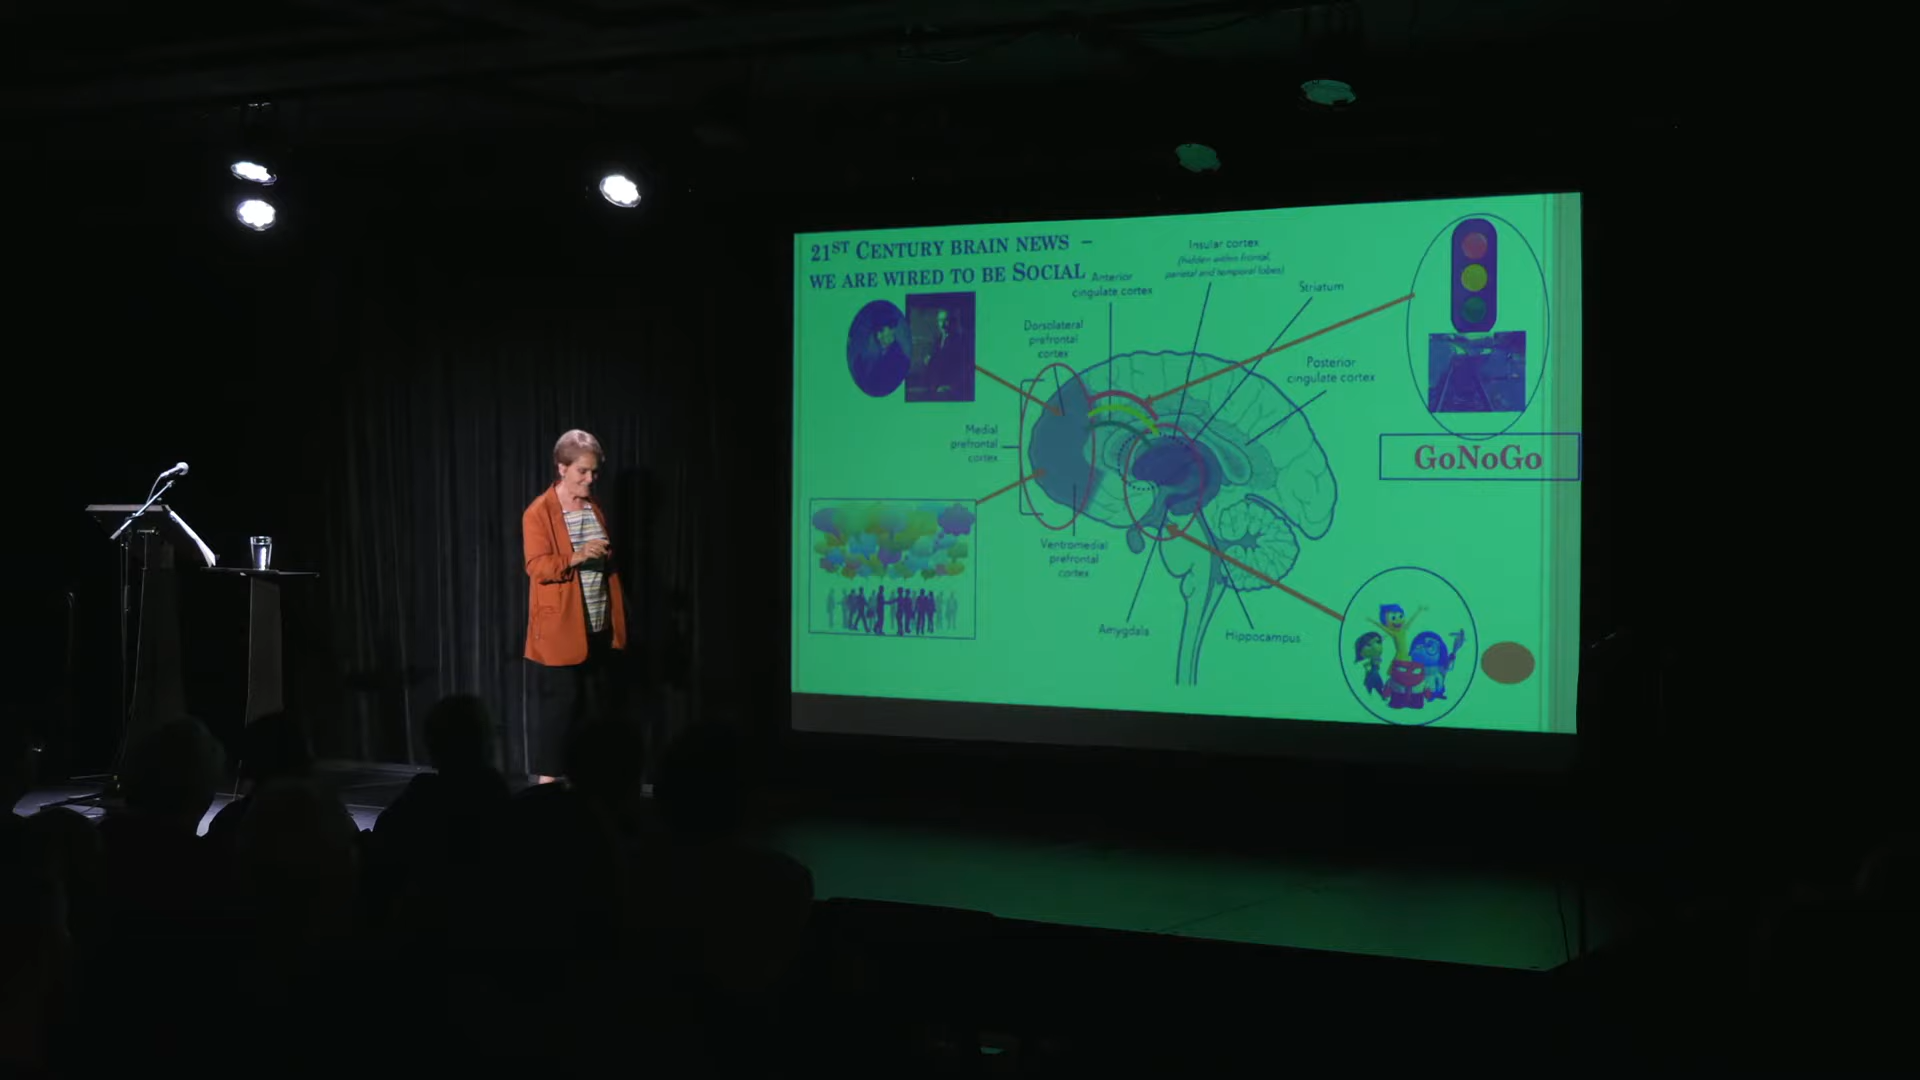 21ST CENTURY BRAIN NEWS –
WE ARE WIRED TO BE SOCIAL
Anterior
cingulate cortex
Insular cortex
(hidden within frontal,
parietal and temporal lobes)
Striatum
Dorsolateral
prefrontal
cortex
Posterior
cingulate cortex
Medial
prefrontal
cortex
GoNoGo
Ventromedial
prefrontal
cortex
Amygdala
Hippocampus